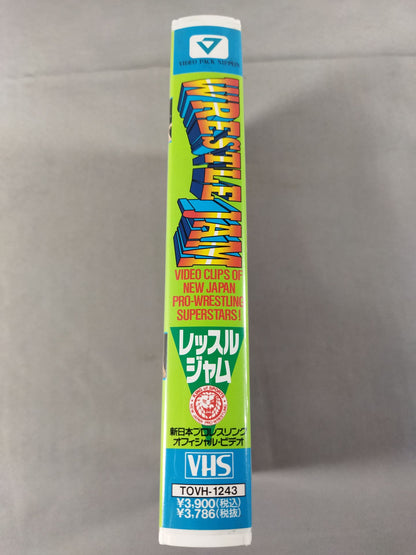 VIDEO PACK NIPPON
WRESTLE JAM
VIDEO CLIPS OF
NEW JAPAN
PRO-WRESTLING
SUPERSTARS!
レッスル
ジャム
新日本プロレスリング
オフィシャル・ビデオ
VHS
TOVH-1243
¥3,900(税込)
¥3,786(税抜)